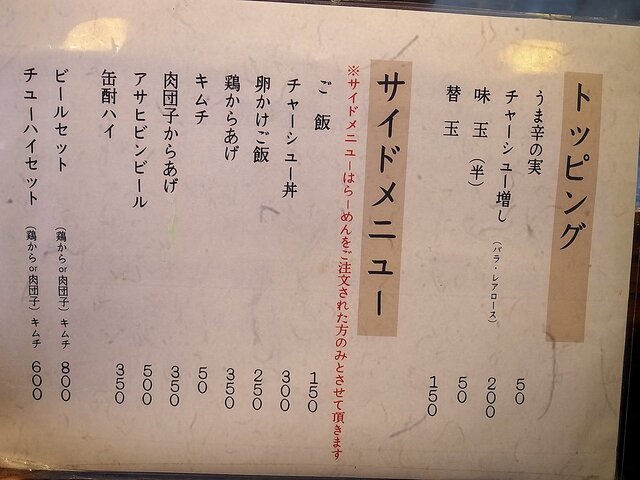 トッピング
うま辛の実 50
チャーシュー増し (バラ・レアロース) 200
味玉(半) 50
替玉 150
サイドメニュー
※サイドメニューはらーめんをご注文された方のみとさせて頂きます
ご飯 150
チャーシュー丼 300
卵かけご飯 250
鶏からあげ 350
キムチ 50
肉団子からあげ 350
アサヒビンビール 500
缶酎ハイ 350
ビールセット (鶏からor肉団子)キムチ 800
チューハイセット (鶏からor肉団子)キムチ 600